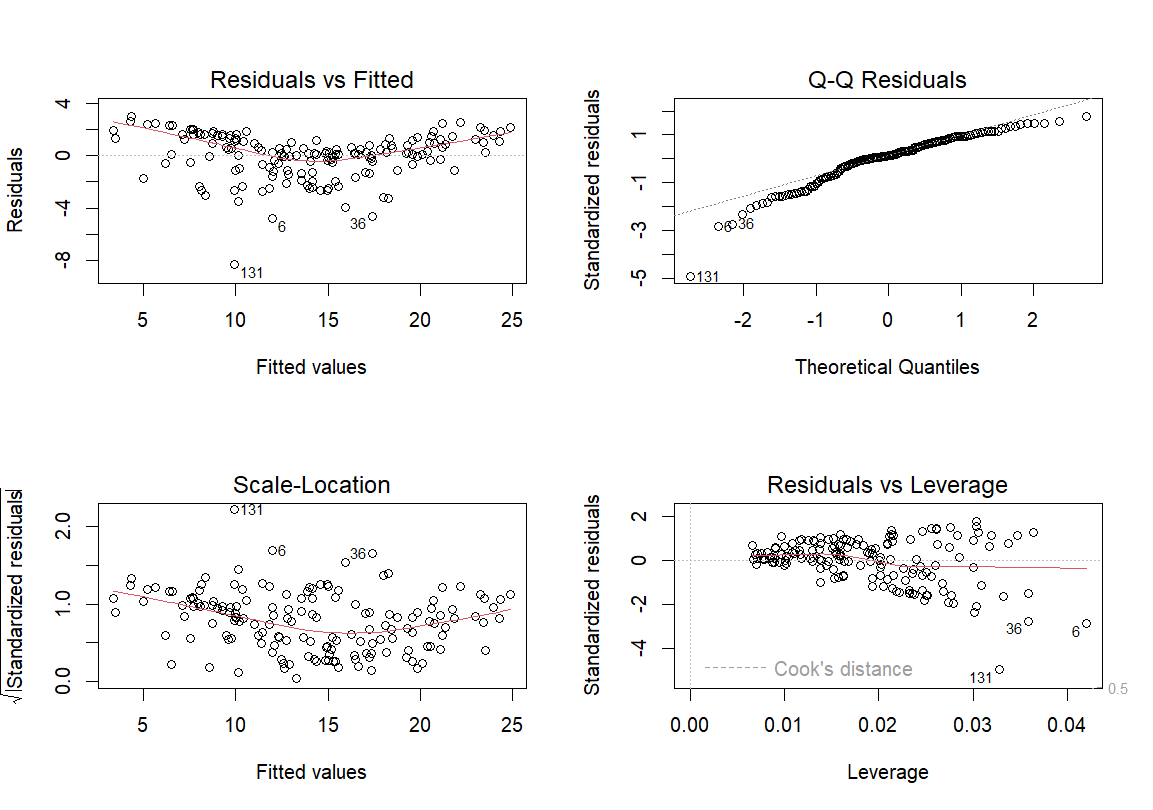 Residuals vs Fitted
Residuals
4
0
-4
-8
6
36
131
5 10 15 20 25
Fitted values
Q-Q Residuals
Standardized residuals
1
-1
-3
-5
6
36
131
-2 -1 0 1 2
Theoretical Quantiles
Scale-Location
√|Standardized residuals|
2.0
1.0
0.0
131
6
36
5 10 15 20 25
Fitted values
Residuals vs Leverage
Standardized residuals
2
0
-2
-4
36
6
131
Cook's distance
0.5
0.00 0.01 0.02 0.03 0.04
Leverage